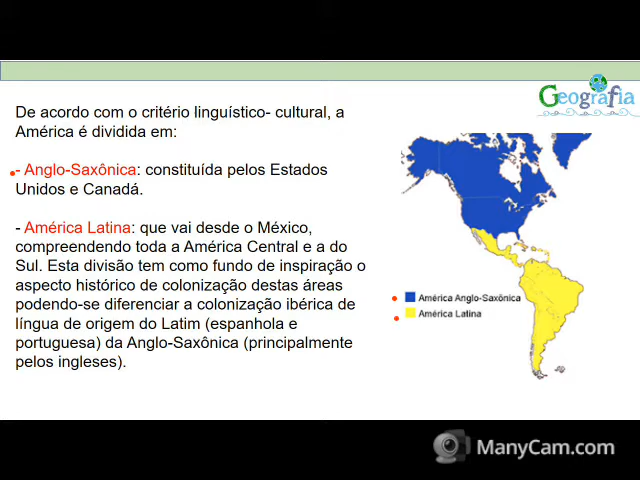 Geografia
De acordo com o critério linguístico- cultural, a
América é dividida em:
- Anglo-Saxônica: constituída pelos Estados
Unidos e Canadá.
- América Latina: que vai desde o México,
compreendendo toda a América Central e a do
Sul. Esta divisão tem como fundo de inspiração o
aspecto histórico de colonização destas áreas
podendo-se diferenciar a colonização ibérica de
língua de origem do Latim (espanhola e
portuguesa) da Anglo-Saxônica (principalmente
pelos ingleses).
América Anglo-Saxônica
América Latina
ManyCam.com